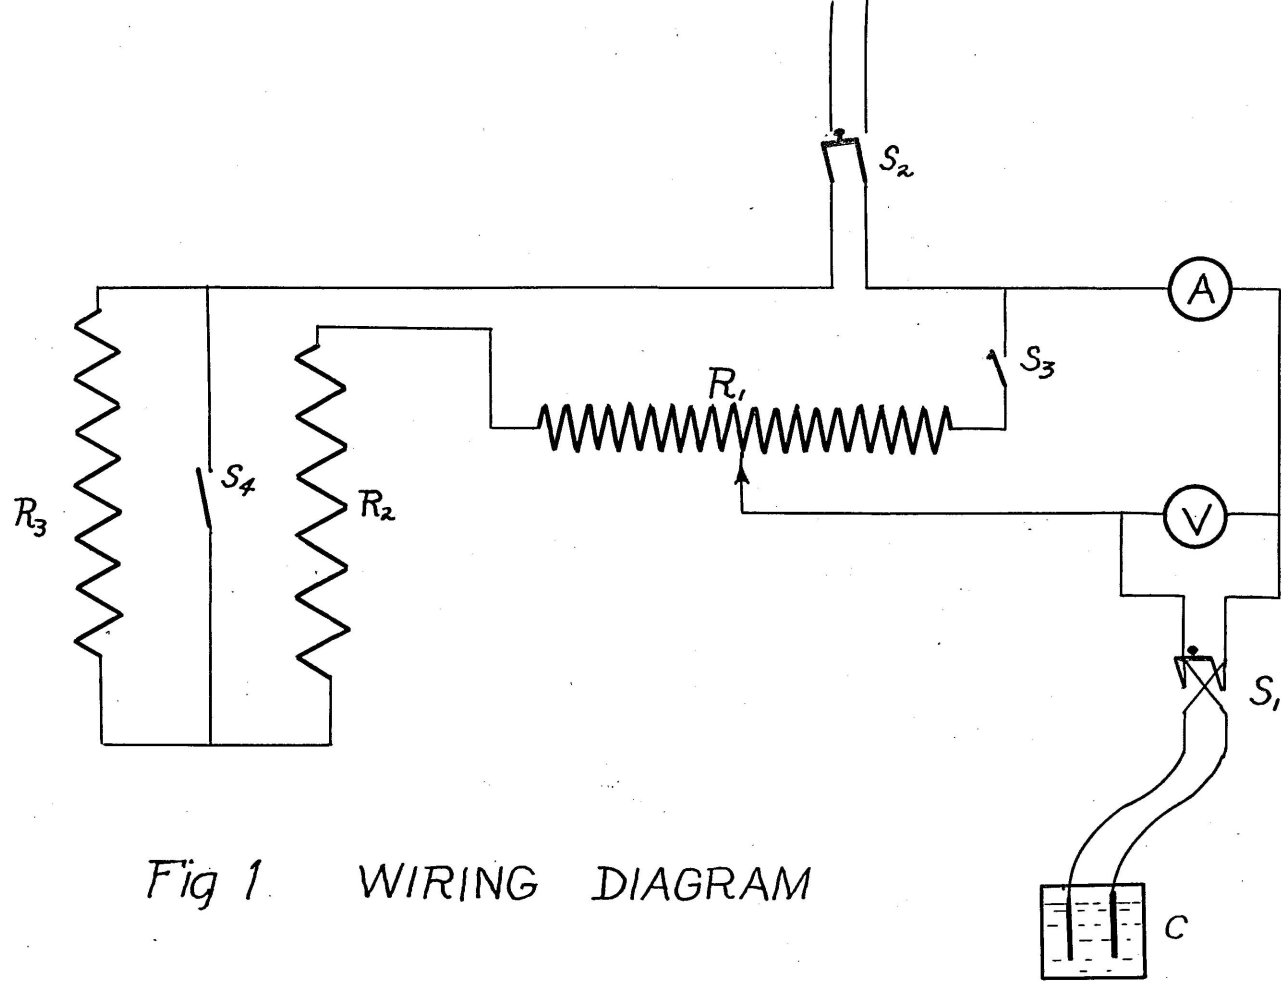 S₂
A
S₃
R₁
S₄
R₂
R₃
V
S₁
Fig 1. WIRING DIAGRAM
C